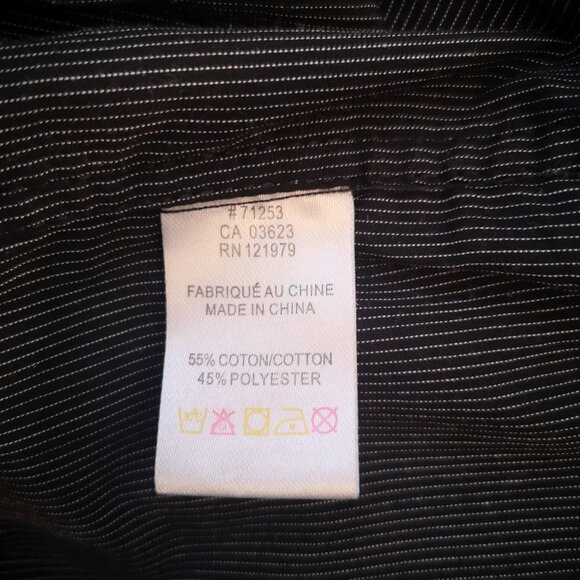 #71253
CA 03623
RN 121979
FABRIQUÉ AU CHINE
MADE IN CHINA
55% COTON/COTTON
45% POLYESTER